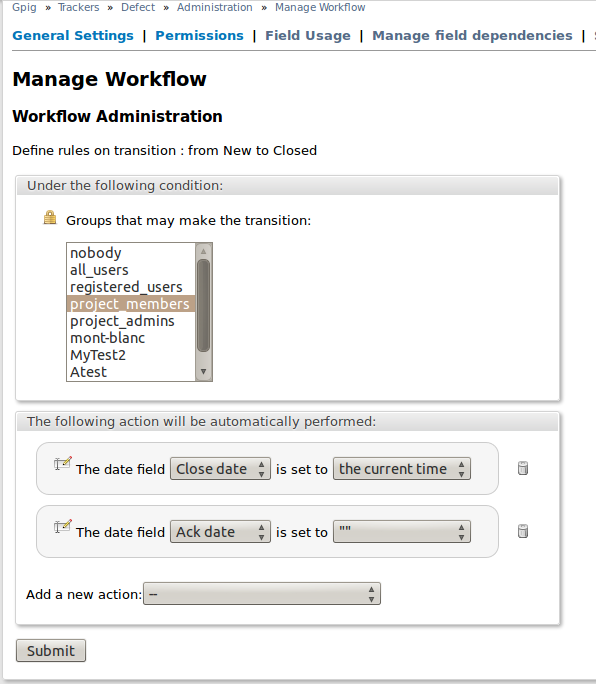 Gpig » Trackers » Defect » Administration » Manage Workflow
General Settings | Permissions | Field Usage | Manage field dependencies |
Manage Workflow
Workflow Administration
Define rules on transition : from New to Closed
Under the following condition:
Groups that may make the transition:
nobody
all_users
registered_users
project_members
project_admins
mont-blanc
MyTest2
Atest
The following action will be automatically performed:
The date field Close date is set to the current time
The date field Ack date is set to ""
Add a new action: --
Submit